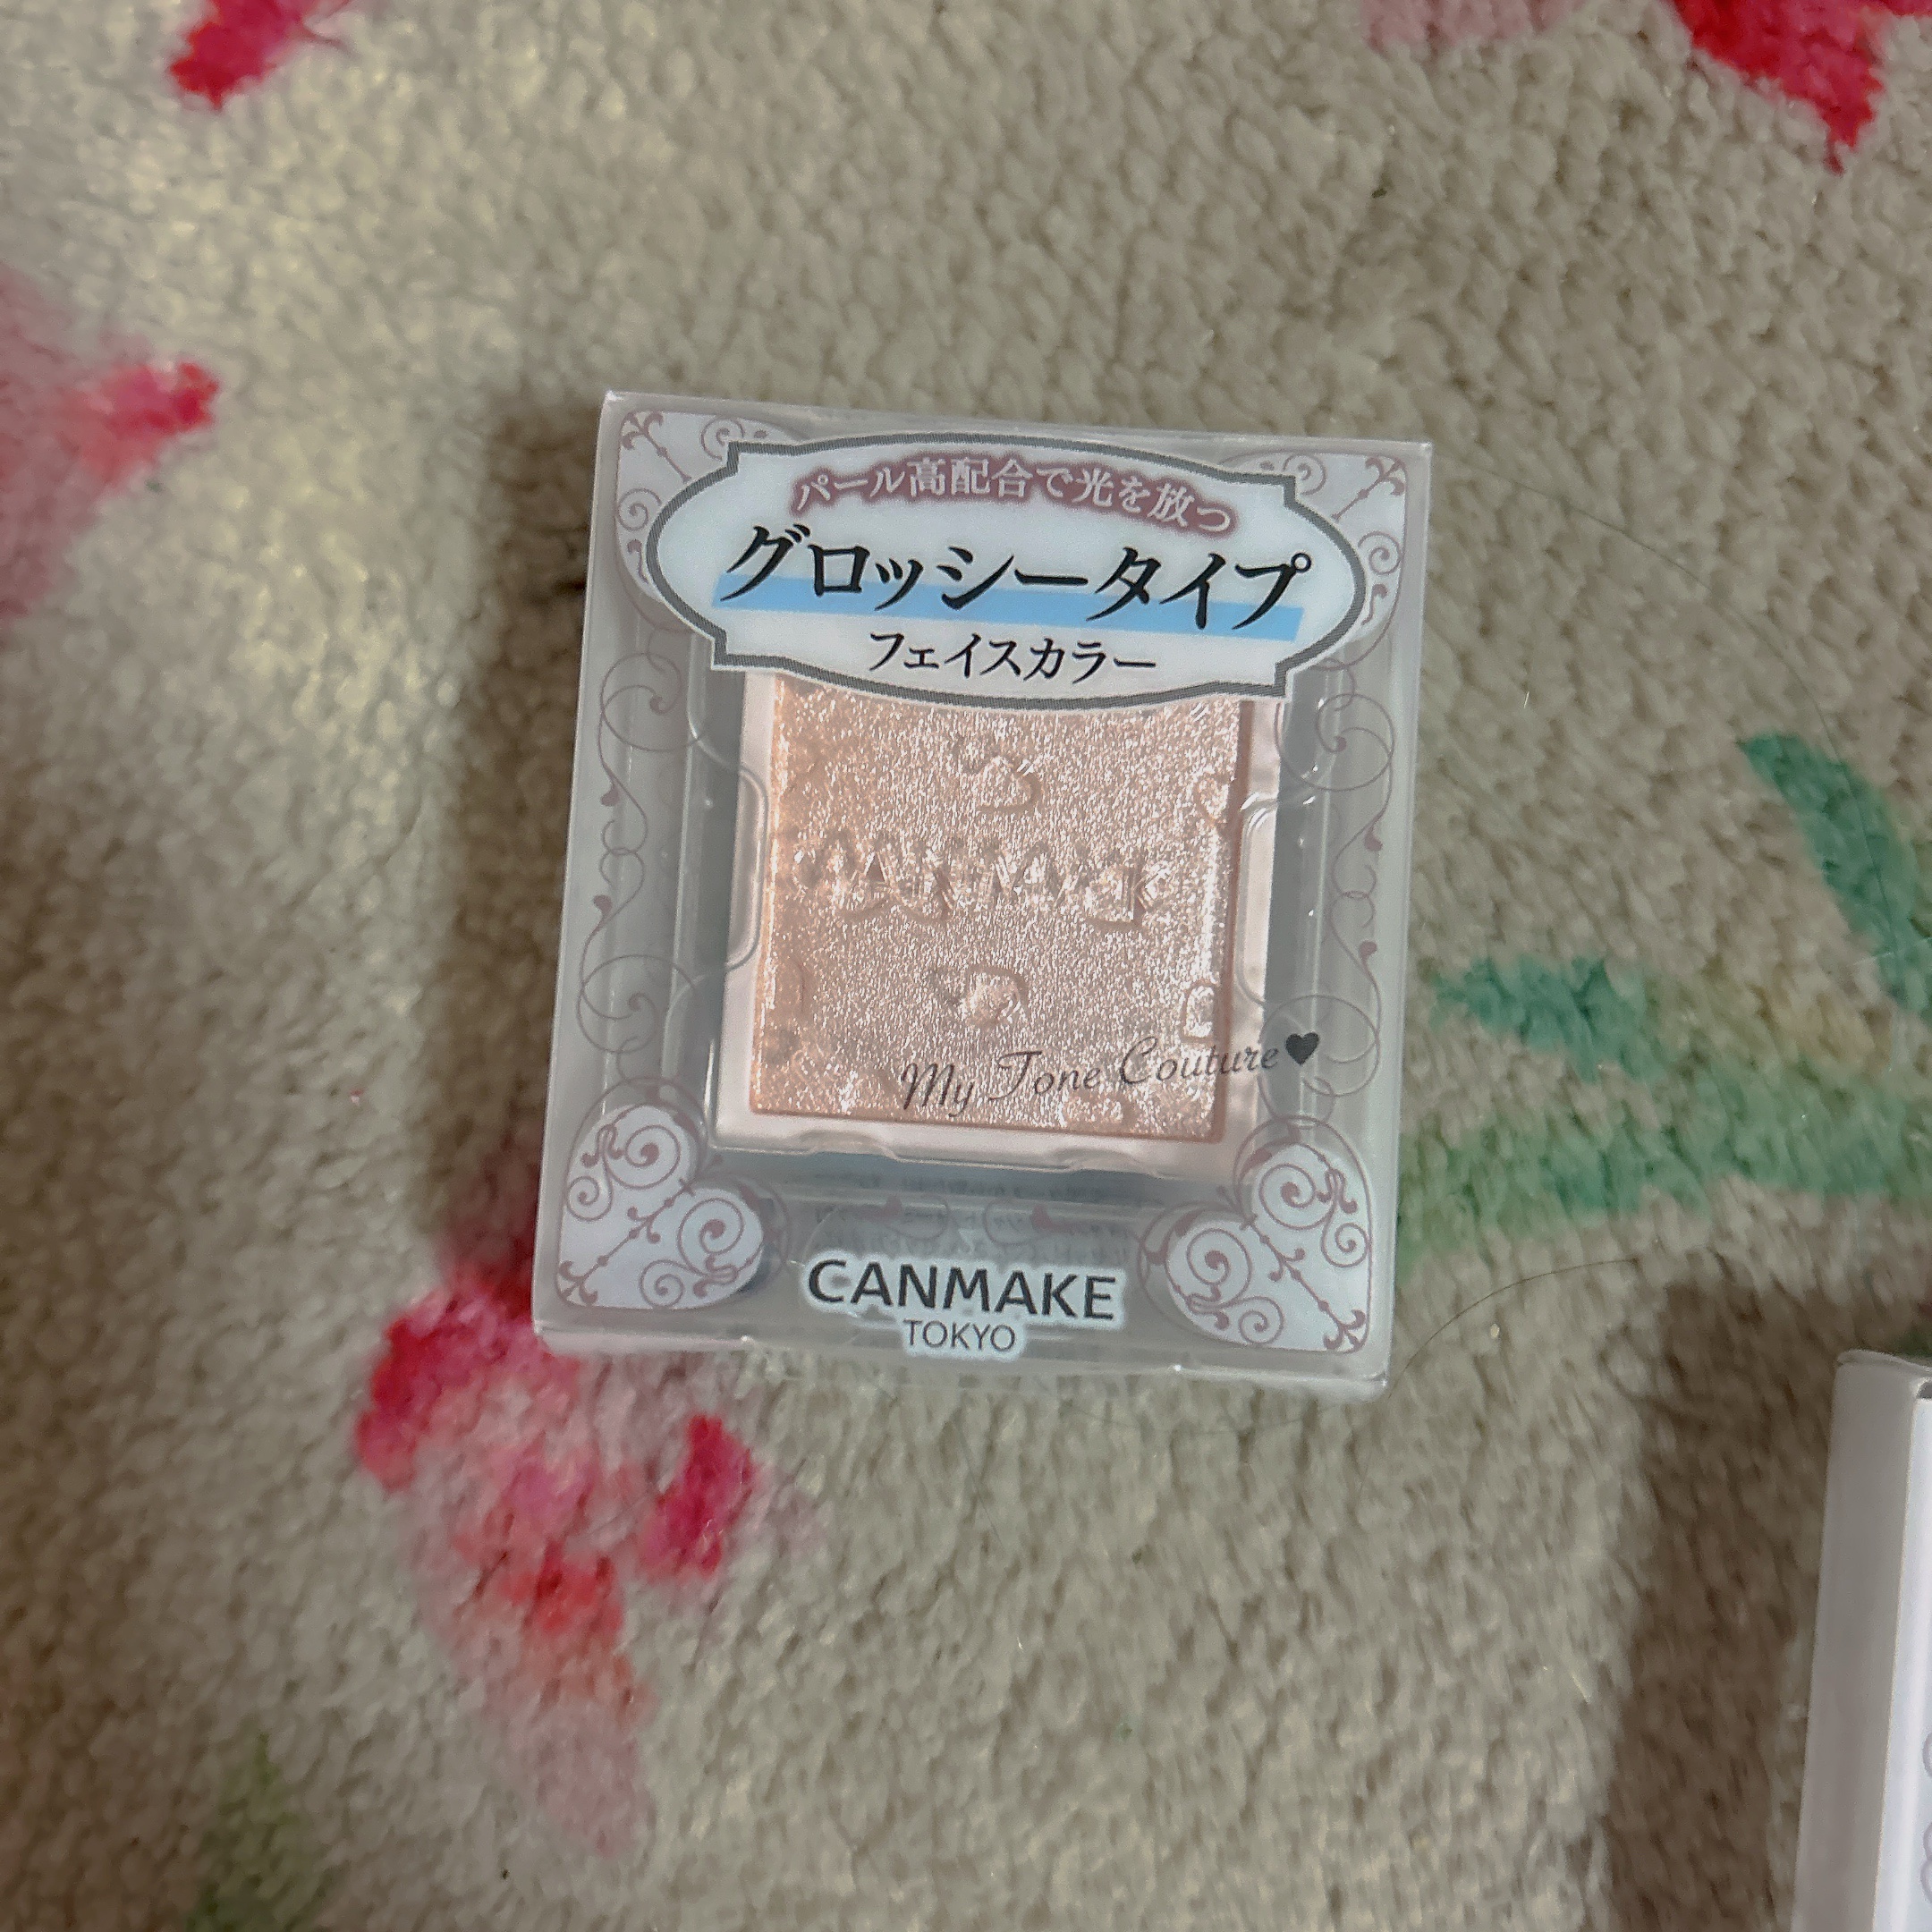 パール高配合で光を放つ
グロッシータイプ
フェイスカラー
My Tone Couture♥
CANMAKE
TOKYO